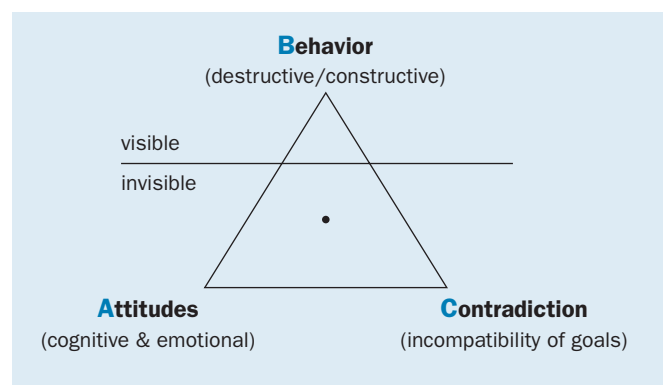 Behavior
(destructive/constructive)
visible
invisible
Attitudes
(cognitive & emotional)
Contradiction
(incompatibility of goals)